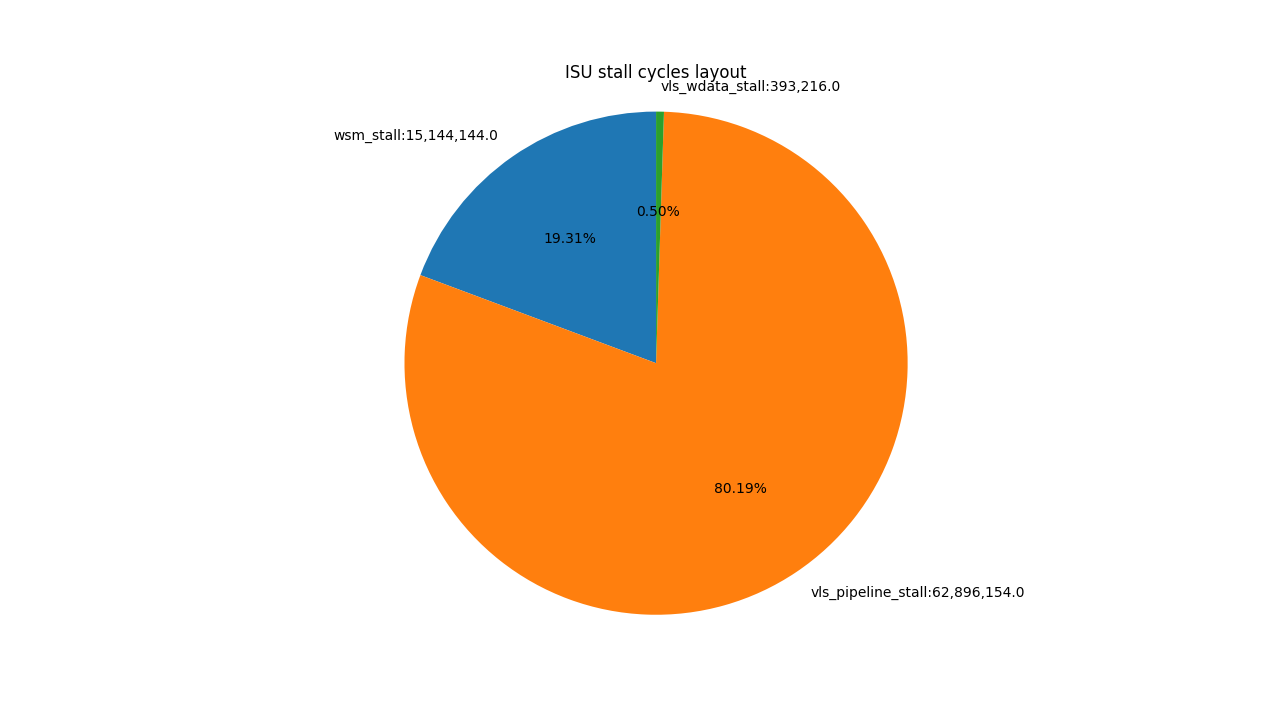 ISU stall cycles layout
vls_wdata_stall:393,216.0
wsm_stall:15,144,144.0
0.50%
19.31%
80.19%
vls_pipeline_stall:62,896,154.0